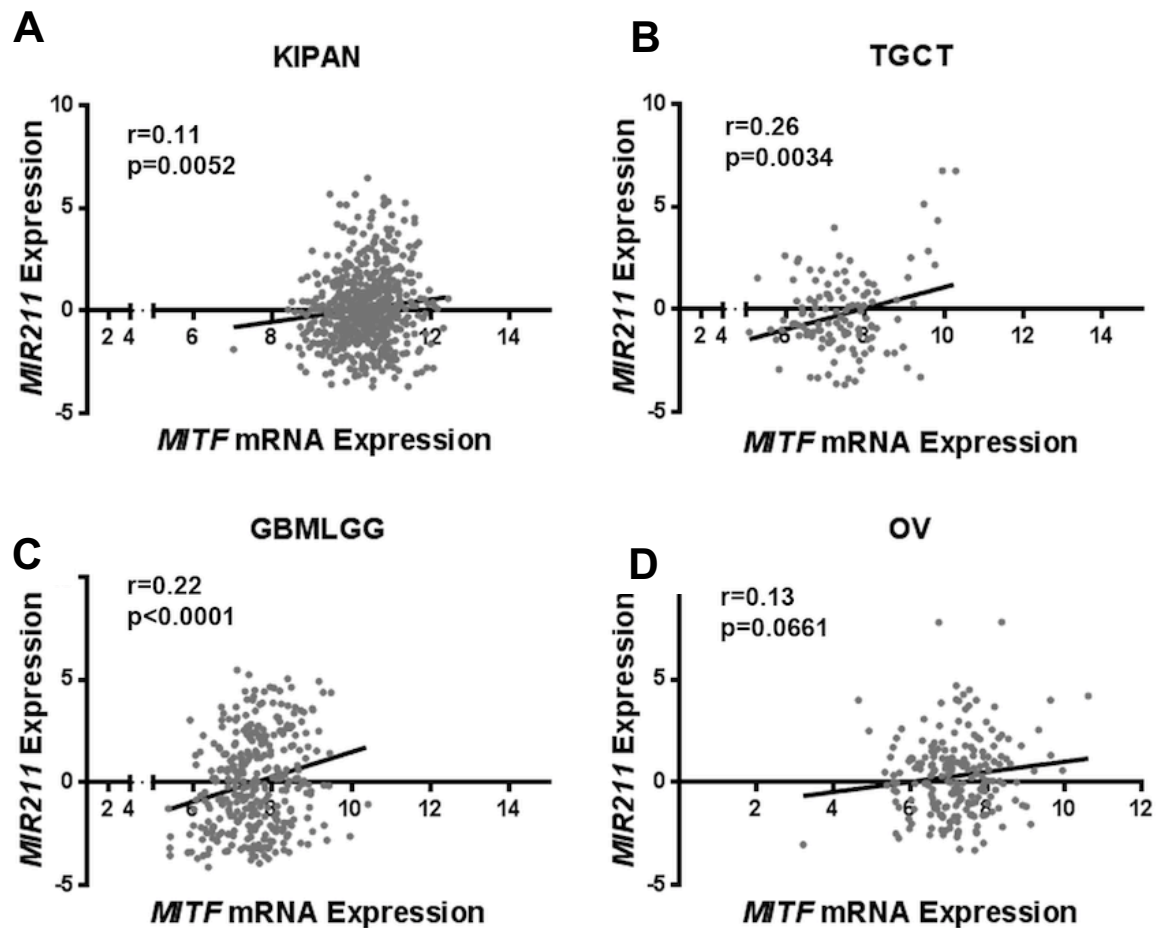 A
KIPAN
r=0.11
p=0.0052
MIR211 Expression
10
5
0
-5
2 4 6 8 12 14
MITF mRNA Expression
B
TGCT
r=0.26
p=0.0034
MIR211 Expression
10
5
0
-5
2 4 6 8 10 12 14
MITF mRNA Expression
C
GBMLGG
r=0.22
p<0.0001
MIR211 Expression
5
0
-5
2 4 6 8 10 12 14
MITF mRNA Expression
D
OV
r=0.13
p=0.0661
MIR211 Expression
5
0
-5
2 4 6 8 10 12
MITF mRNA Expression